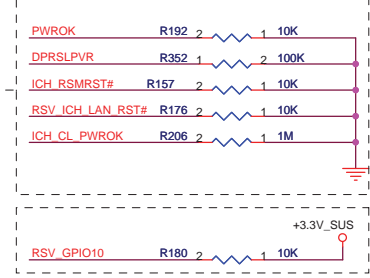 PWROK R192 2 1 10K
DPRSLPVR R352 1 2 100K
ICH_RSMRST# R157 2 1 10K
RSV_ICH_LAN_RST# R176 2 1 10K
ICH_CL_PWROK R206 2 1 1M
+3.3V_SUS
RSV_GPIO10 R180 2 1 10K